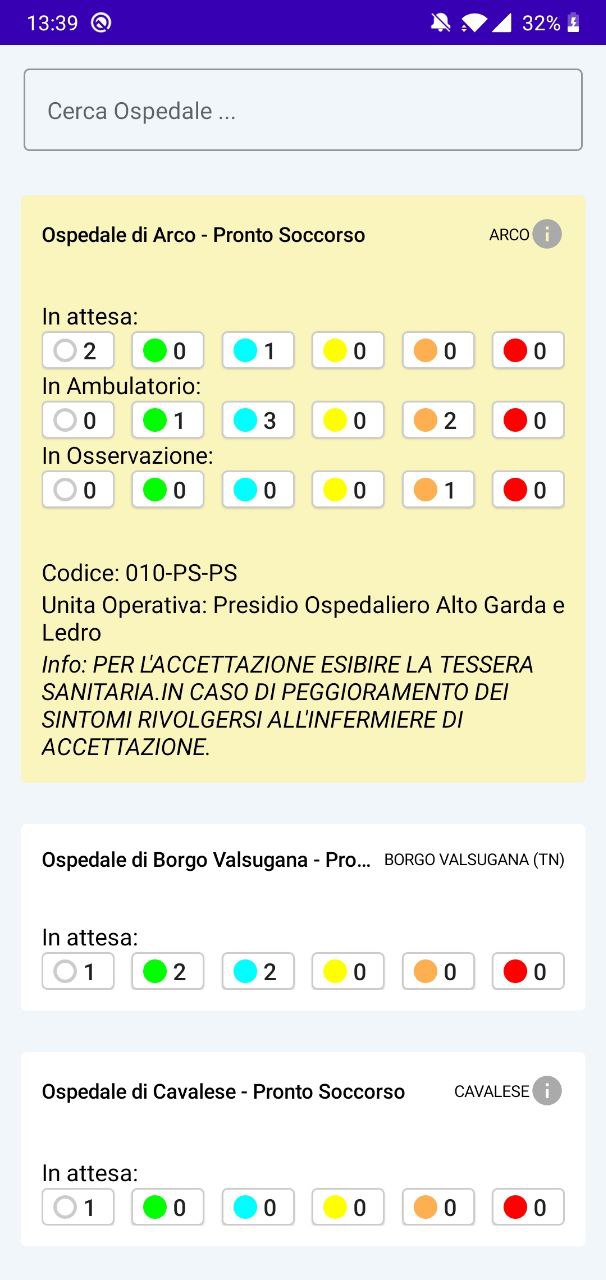 13:39 32%
Cerca Ospedale ...
Ospedale di Arco - Pronto Soccorso ARCO i
In attesa:
2 0 1 0 0 0
In Ambulatorio:
0 1 3 0 2 0
In Osservazione:
0 0 0 0 1 0
Codice: 010-PS-PS
Unita Operativa: Presidio Ospedaliero Alto Garda e
Ledro
Info: PER L'ACCETTAZIONE ESIBIRE LA TESSERA
SANITARIA.IN CASO DI PEGGIORAMENTO DEI
SINTOMI RIVOLGERSI ALL'INFERMIERE DI
ACCETTAZIONE.
Ospedale di Borgo Valsugana - Pro... BORGO VALSUGANA (TN)
In attesa:
1 2 2 0 0 0
Ospedale di Cavalese - Pronto Soccorso CAVALESE i
In attesa:
1 0 0 0 0 0